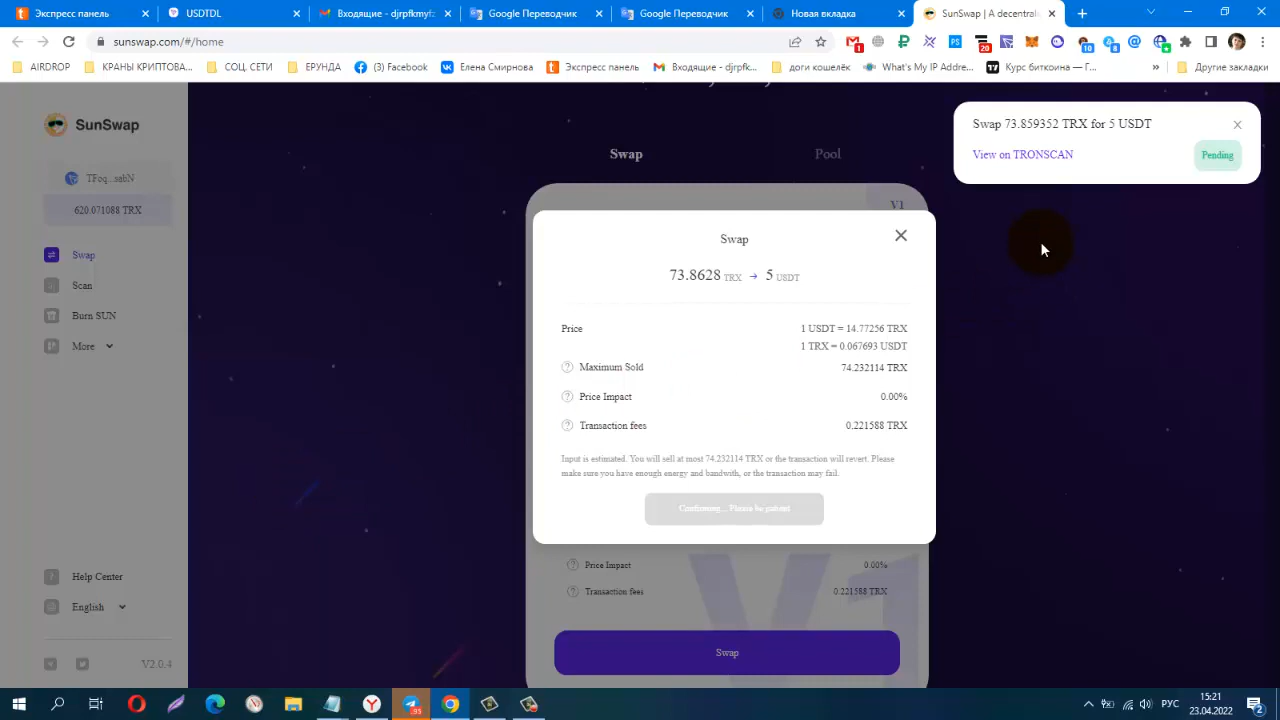 Экспресс панель
USDTDL
Входящие - djrpfkmyf
Google Переводчик
Google Переводчик
Новая вкладка
SunSwap | A decentrali
sunswap.com/#/home
AIRDROP
КРАНЫ КРИПТОВА...
СОЦ. СЕТИ
ЕРУНДА
(3) Facebook
Елена Смирнова
Экспресс панель
Входящие - djrpfk...
доги кошелёк
What's My IP Addre...
Курс биткоина — Г...
»
Другие закладки
SunSwap
TFoq...sabN
620.071088 TRX
Swap
Scan
Burn SUN
More
Help Center
English
V2.0.4
Swap
Pool
V1
Swap 73.859352 TRX for 5 USDT
View on TRONSCAN
Pending
Swap
73.8628 TRX → 5 USDT
Price
1 USDT = 14.77256 TRX
1 TRX = 0.067693 USDT
Maximum Sold
74.232114 TRX
Price Impact
0.00%
Transaction fees
0.221588 TRX
Input is estimated. You will sell at most 74.232114 TRX or the transaction will revert. Please
make sure you have enough energy and bandwith, or the transaction may fail.
Confirming... Please be patient
Price Impact
0.00%
Transaction fees
0.221588 TRX
V1
Swap
РУС
15:21
23.04.2022